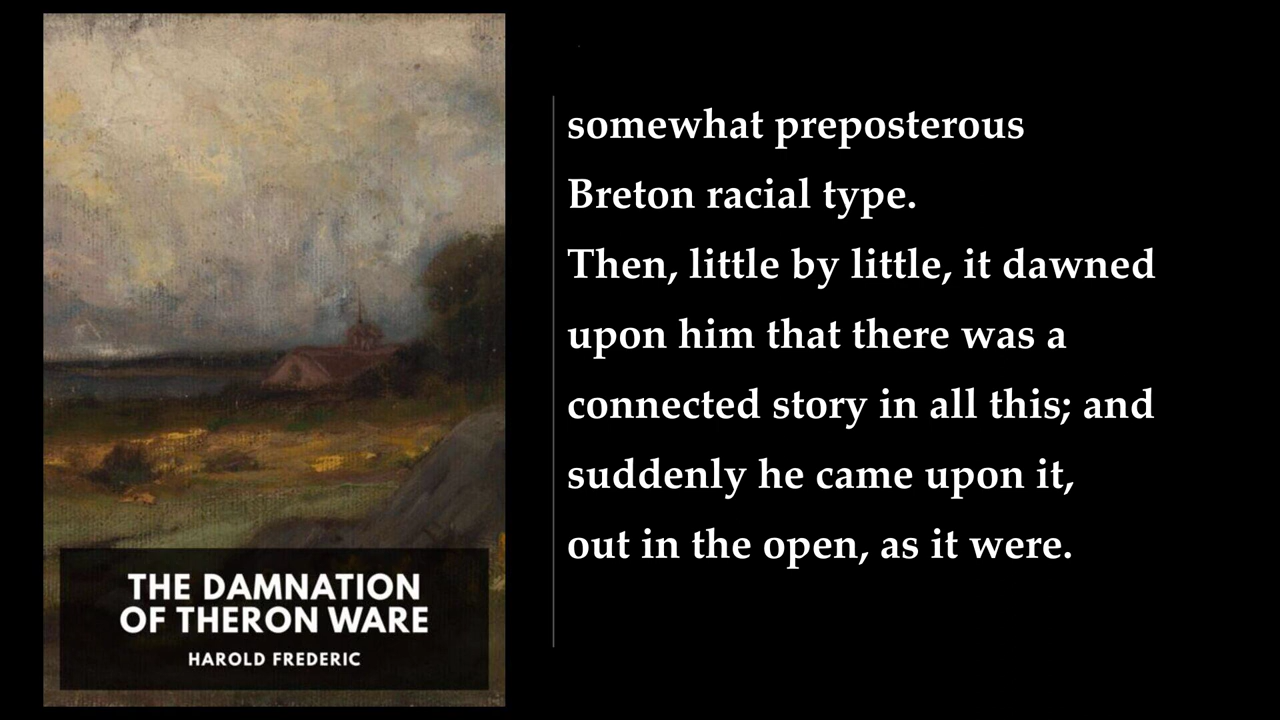 somewhat preposterous
Breton racial type.
Then, little by little, it dawned
upon him that there was a
connected story in all this; and
suddenly he came upon it,
out in the open, as it were.
THE DAMNATION
OF THERON WARE
HAROLD FREDERIC